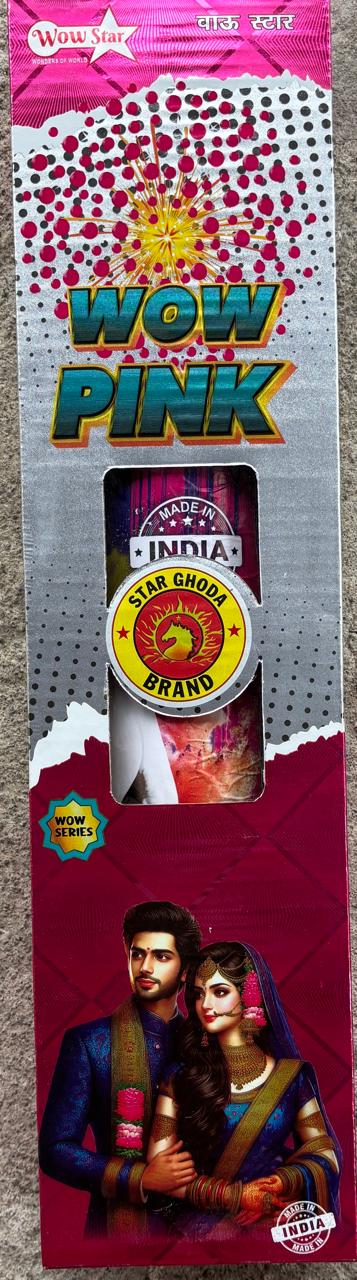 Wow Star
WONDERS OF WORLD
वाऊ स्टार
WOW
PINK
MADE IN
INDIA
STAR GHODA
BRAND
WOW
SERIES
MADE IN
INDIA
MADE IN